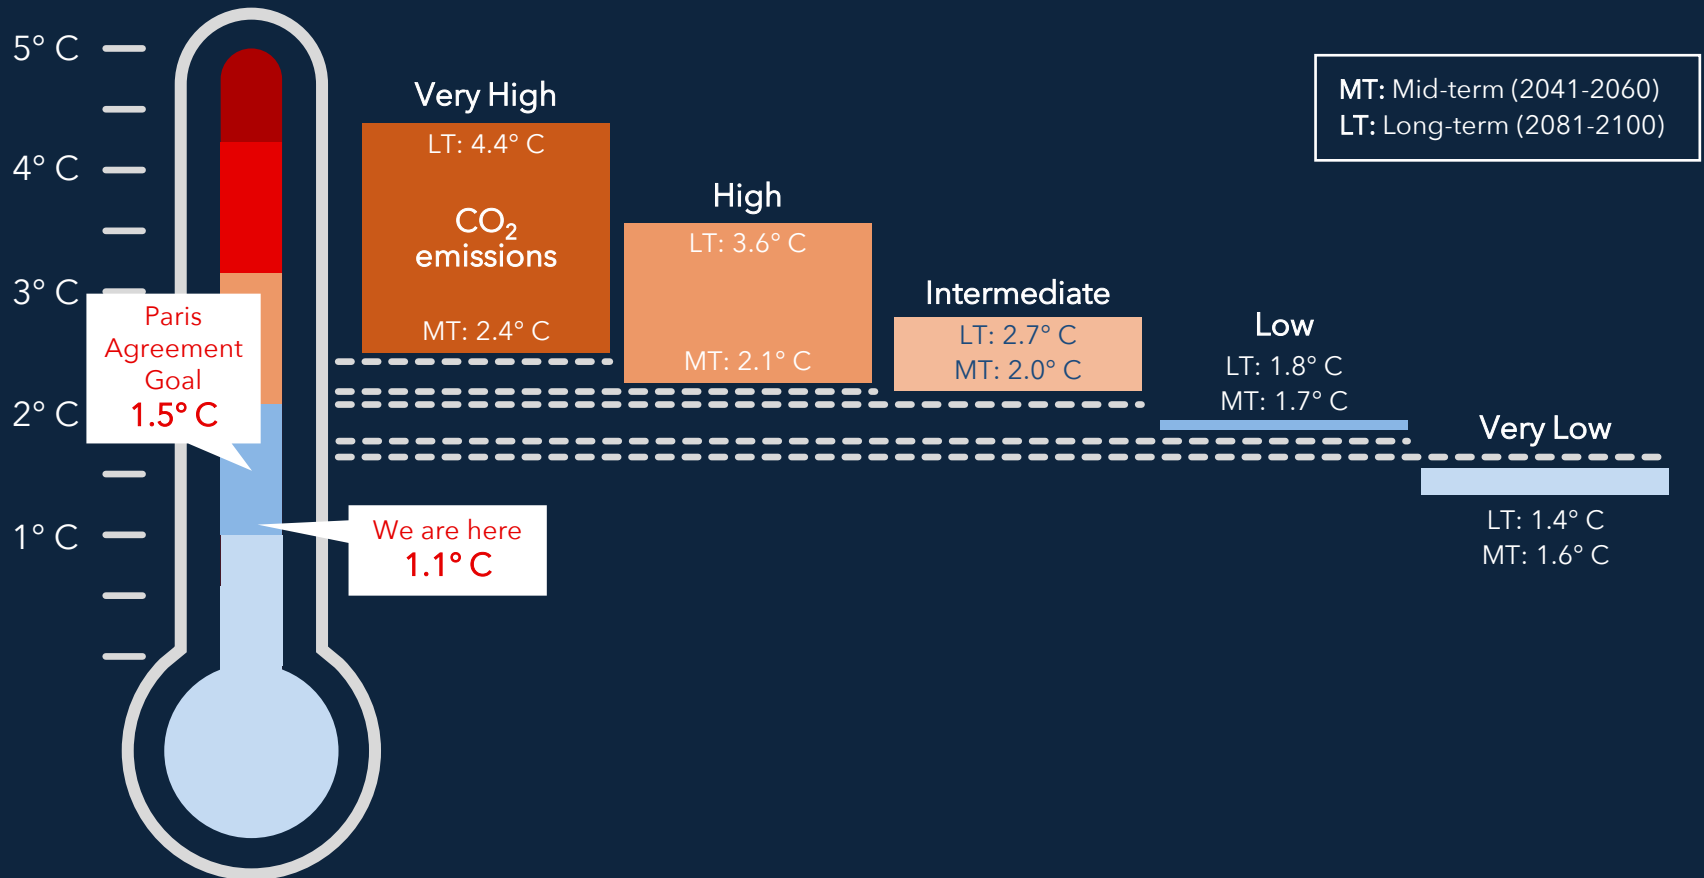 5° C
4° C
3° C
2° C
1° C
Paris
Agreement
Goal
1.5° C
We are here
1.1° C
Very High
LT: 4.4° C
CO₂
emissions
MT: 2.4° C
High
LT: 3.6° C
MT: 2.1° C
Intermediate
LT: 2.7° C
MT: 2.0° C
Low
LT: 1.8° C
MT: 1.7° C
Very Low
LT: 1.4° C
MT: 1.6° C
MT: Mid-term (2041-2060)
LT: Long-term (2081-2100)